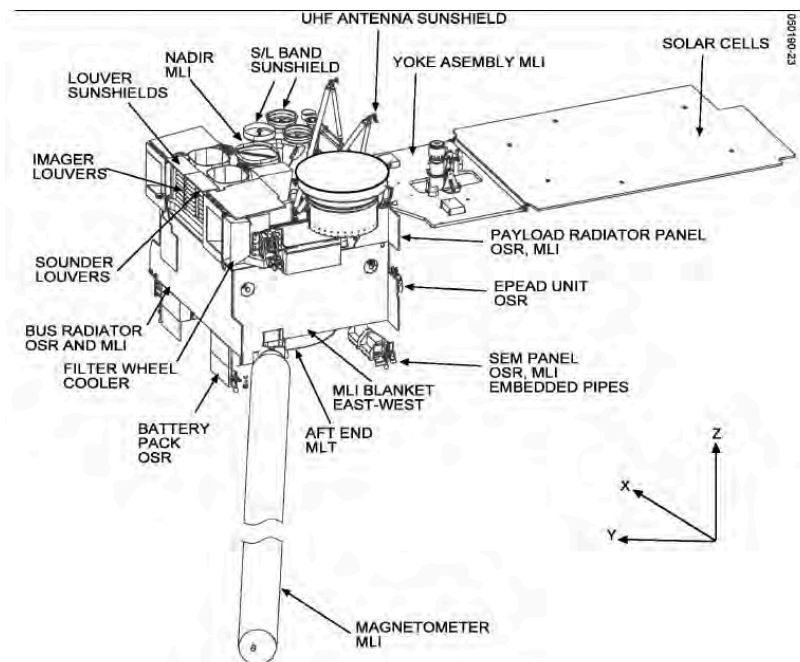 UHF ANTENNA SUNSHIELD
050190-23
S/L BAND
SUNSHIELD
NADIR
MLI
YOKE ASEMBLY MLI
SOLAR CELLS
LOUVER
SUNSHIELDS
IMAGER
LOUVERS
SOUNDER
LOUVERS
PAYLOAD RADIATOR PANEL
OSR, MLI
EPEAD UNIT
OSR
BUS RADIATOR
OSR AND MLI
FILTER WHEEL
COOLER
SEM PANEL
OSR, MLI
EMBEDDED PIPES
MLI BLANKET
EAST-WEST
BATTERY
PACK
OSR
AFT END
MLT
Z
X
Y
MAGNETOMETER
MLI